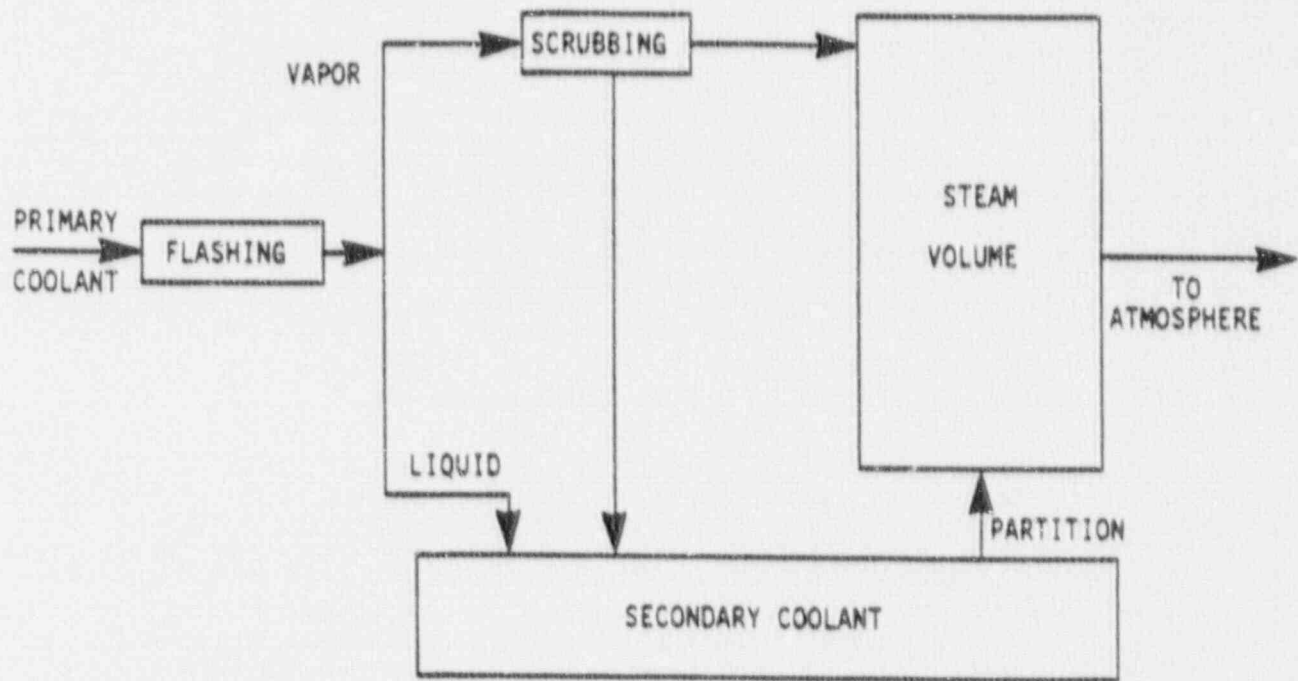 SCRUBBING
VAPOR
STEAM
VOLUME
PRIMARY
COOLANT
FLASHING
TO
ATMOSPHERE
LIQUID
PARTITION
SECONDARY COOLANT